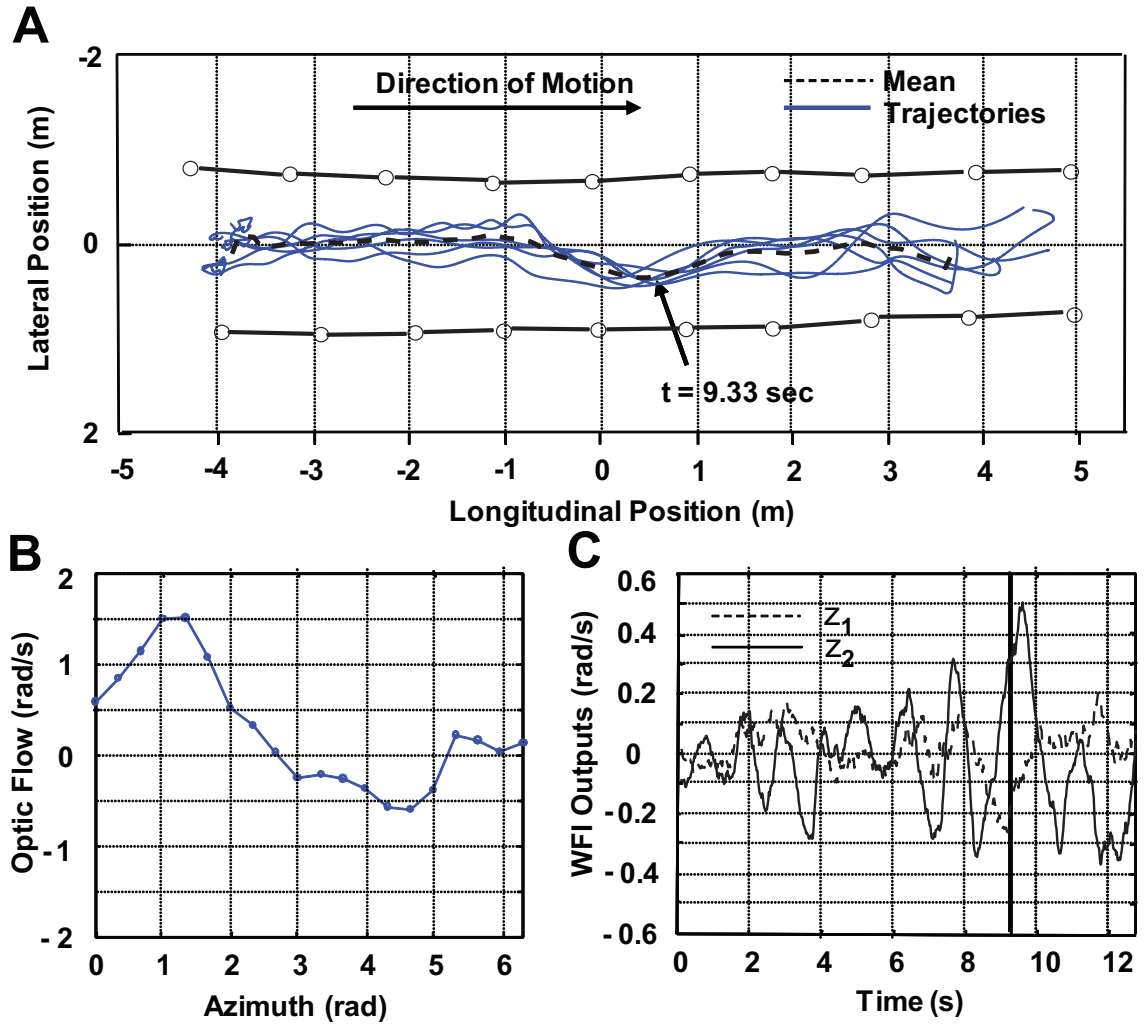 A
-2
0
2
Lateral Position (m)
Direction of Motion
Mean
Trajectories
t = 9.33 sec
-5 -4 -3 -2 -1 0 1 2 3 4 5
Longitudinal Position (m)
B
2
1
0
- 1
- 2
Optic Flow (rad/s)
0 1 2 3 4 5 6
Azimuth (rad)
C
0.6
0.4
0.2
0
- 0.2
- 0.4
- 0.6
WFI Outputs (rad/s)
z1
z2
0 2 4 6 8 10 12
Time (s)